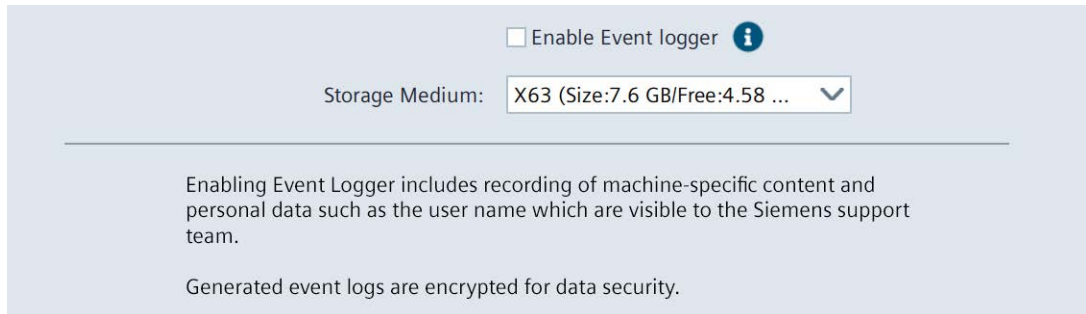 Enable Event logger
Storage Medium: X63 (Size:7.6 GB/Free:4.58 ...
Enabling Event Logger includes recording of machine-specific content and
personal data such as the user name which are visible to the Siemens support
team.
Generated event logs are encrypted for data security.